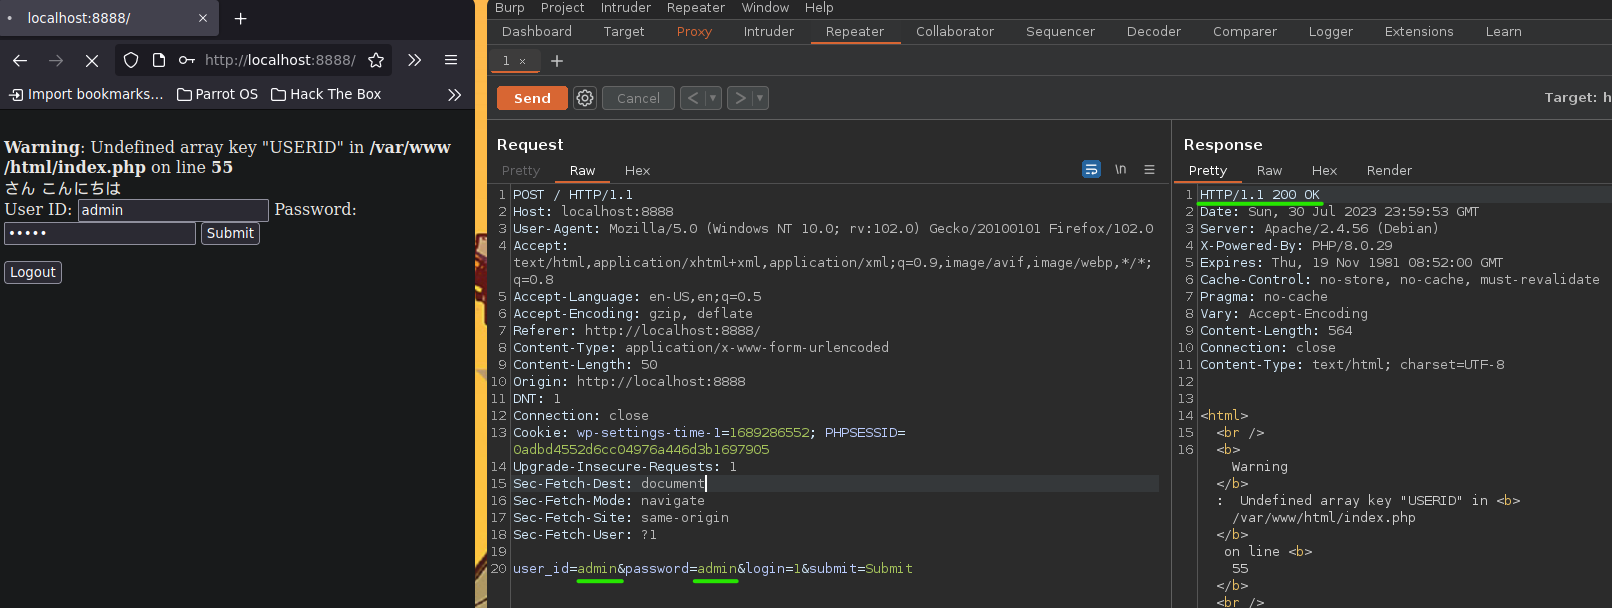 localhost:8888/
http://localhost:8888/
Import bookmarks... Parrot OS Hack The Box
Warning: Undefined array key "USERID" in /var/www
/html/index.php on line 55
さん こんにちは
User ID: admin Password:
••••• Submit
Logout
Burp Project Intruder Repeater Window Help
Dashboard Target Proxy Intruder Repeater Collaborator Sequencer Decoder Comparer Logger Extensions Learn
1 × +
Send Cancel < > Target: h
Request
Pretty Raw Hex \n
1 POST / HTTP/1.1
2 Host: localhost:8888
3 User-Agent: Mozilla/5.0 (Windows NT 10.0; rv:102.0) Gecko/20100101 Firefox/102.0
4 Accept:
text/html,application/xhtml+xml,application/xml;q=0.9,image/avif,image/webp,*/*;
q=0.8
5 Accept-Language: en-US,en;q=0.5
6 Accept-Encoding: gzip, deflate
7 Referer: http://localhost:8888/
8 Content-Type: application/x-www-form-urlencoded
9 Content-Length: 50
10 Origin: http://localhost:8888
11 DNT: 1
12 Connection: close
13 Cookie: wp-settings-time-1=1689286552; PHPSESSID=
0adbd4552d6cc04976a446d3b1697905
14 Upgrade-Insecure-Requests: 1
15 Sec-Fetch-Dest: document
16 Sec-Fetch-Mode: navigate
17 Sec-Fetch-Site: same-origin
18 Sec-Fetch-User: ?1
19
20 user_id=admin&password=admin&login=1&submit=Submit
Response
Pretty Raw Hex Render
1 HTTP/1.1 200 OK
2 Date: Sun, 30 Jul 2023 23:59:53 GMT
3 Server: Apache/2.4.56 (Debian)
4 X-Powered-By: PHP/8.0.29
5 Expires: Thu, 19 Nov 1981 08:52:00 GMT
6 Cache-Control: no-store, no-cache, must-revalidate
7 Pragma: no-cache
8 Vary: Accept-Encoding
9 Content-Length: 564
10 Connection: close
11 Content-Type: text/html; charset=UTF-8
12
13
14 <html>
15 <br />
16 <b>
Warning
</b>
: Undefined array key "USERID" in <b>
/var/www/html/index.php
</b>
on line <b>
55
</b>
<br />